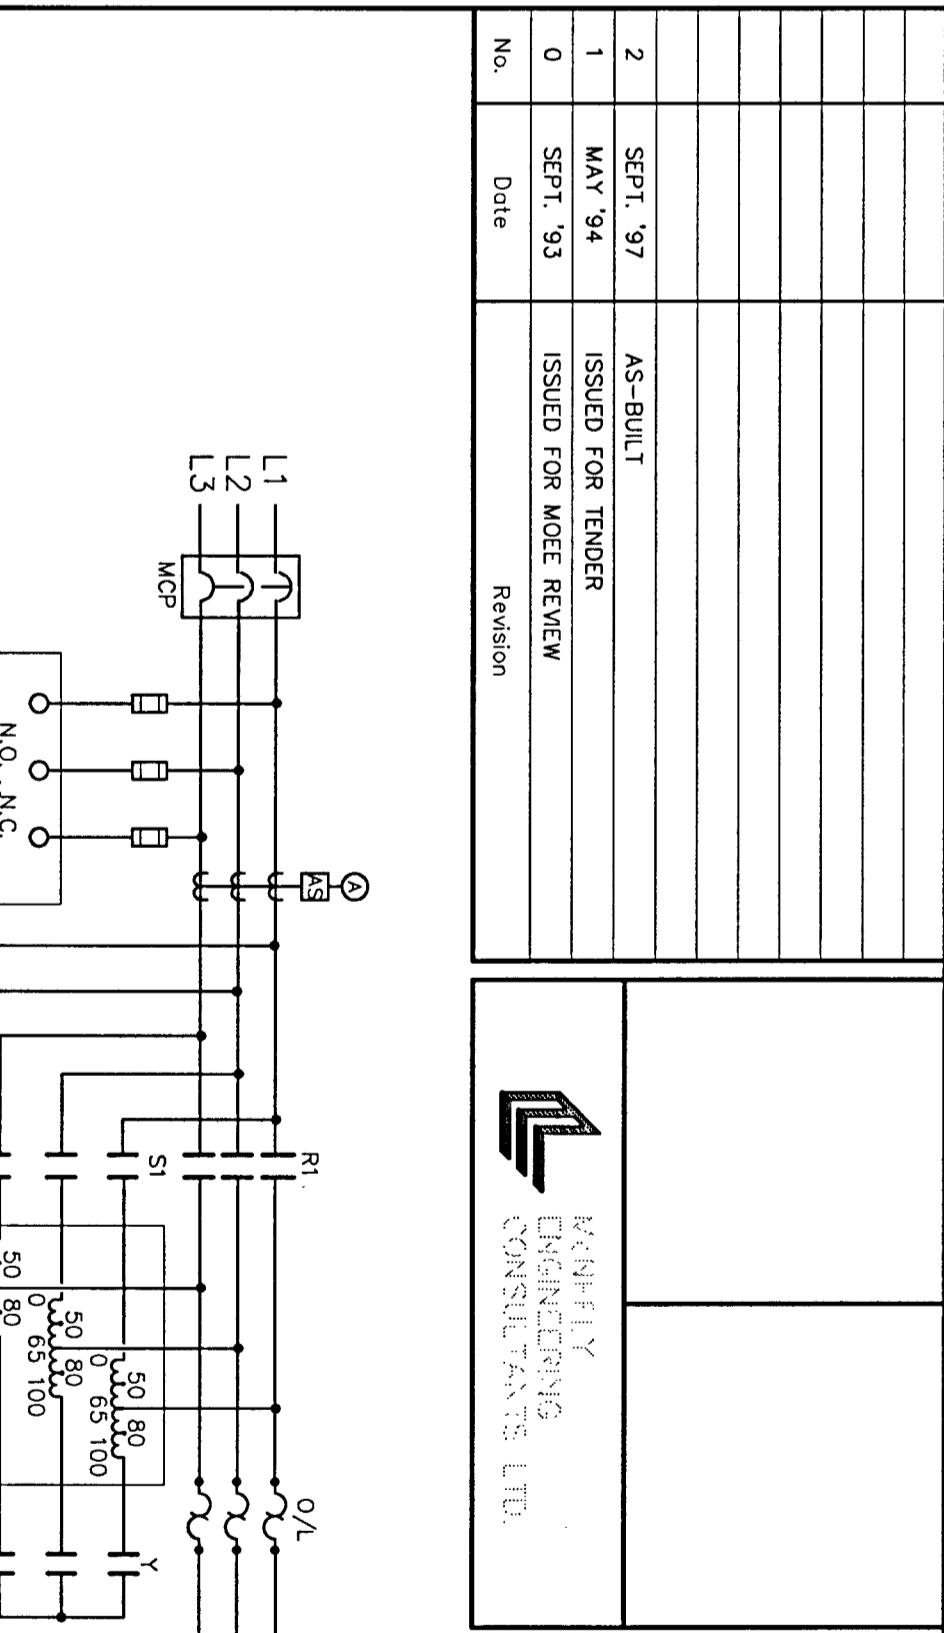 No. Date Revision
0 SEPT. '93 ISSUED FOR MOEE REVIEW
1 MAY '94 ISSUED FOR TENDER
2 SEPT. '97 AS-BUILT
ENGINEERING
CONSULTANTS LTD.
A
AS
L1
L2
L3
MCP
N.O.
N.C.
R1
S1
O/L
Y
50 80
0 65 100
50 80
0 65 100
50 80